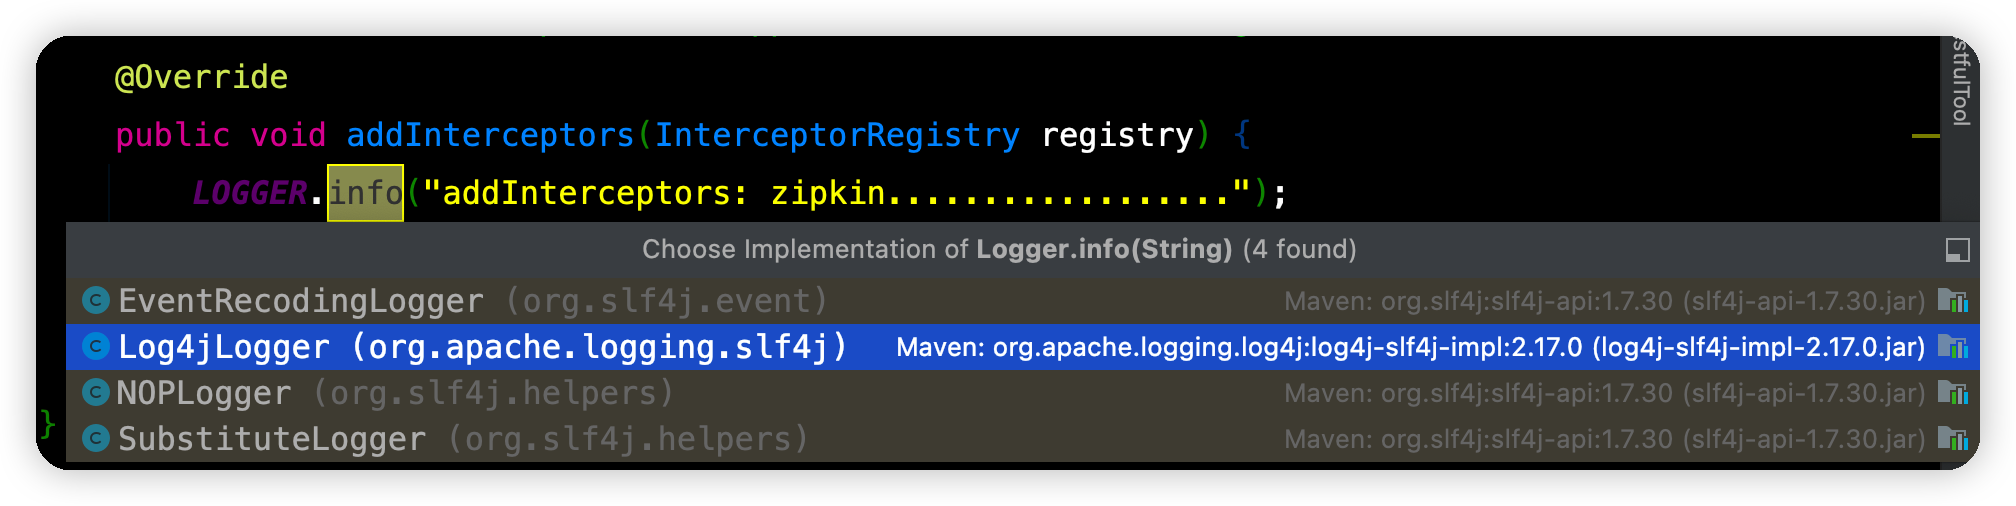 @Override
public void addInterceptors(InterceptorRegistry registry) {
LOGGER.info("addInterceptors: zipkin..................");
Choose Implementation of Logger.info(String) (4 found)
EventRecodingLogger (org.slf4j.event) Maven: org.slf4j:slf4j-api:1.7.30 (slf4j-api-1.7.30.jar)
Log4jLogger (org.apache.logging.slf4j) Maven: org.apache.logging.log4j:log4j-slf4j-impl:2.17.0 (log4j-slf4j-impl-2.17.0.jar)
NOPLogger (org.slf4j.helpers) Maven: org.slf4j:slf4j-api:1.7.30 (slf4j-api-1.7.30.jar)
}
SubstituteLogger (org.slf4j.helpers) Maven: org.slf4j:slf4j-api:1.7.30 (slf4j-api-1.7.30.jar)
stfulTool